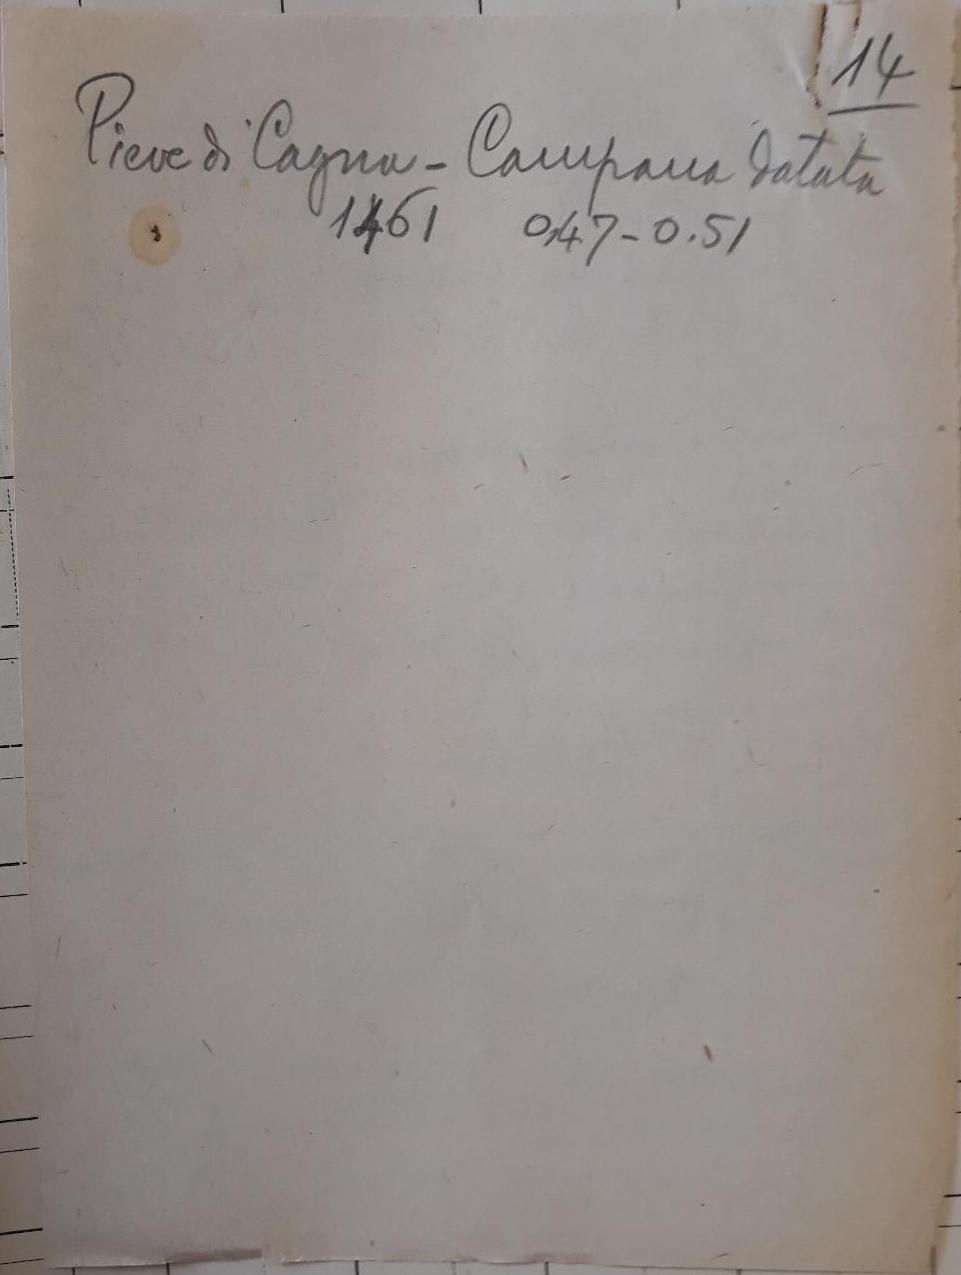 14
Pieve di Cagna - Campana datata
1461 0,47 - 0.51